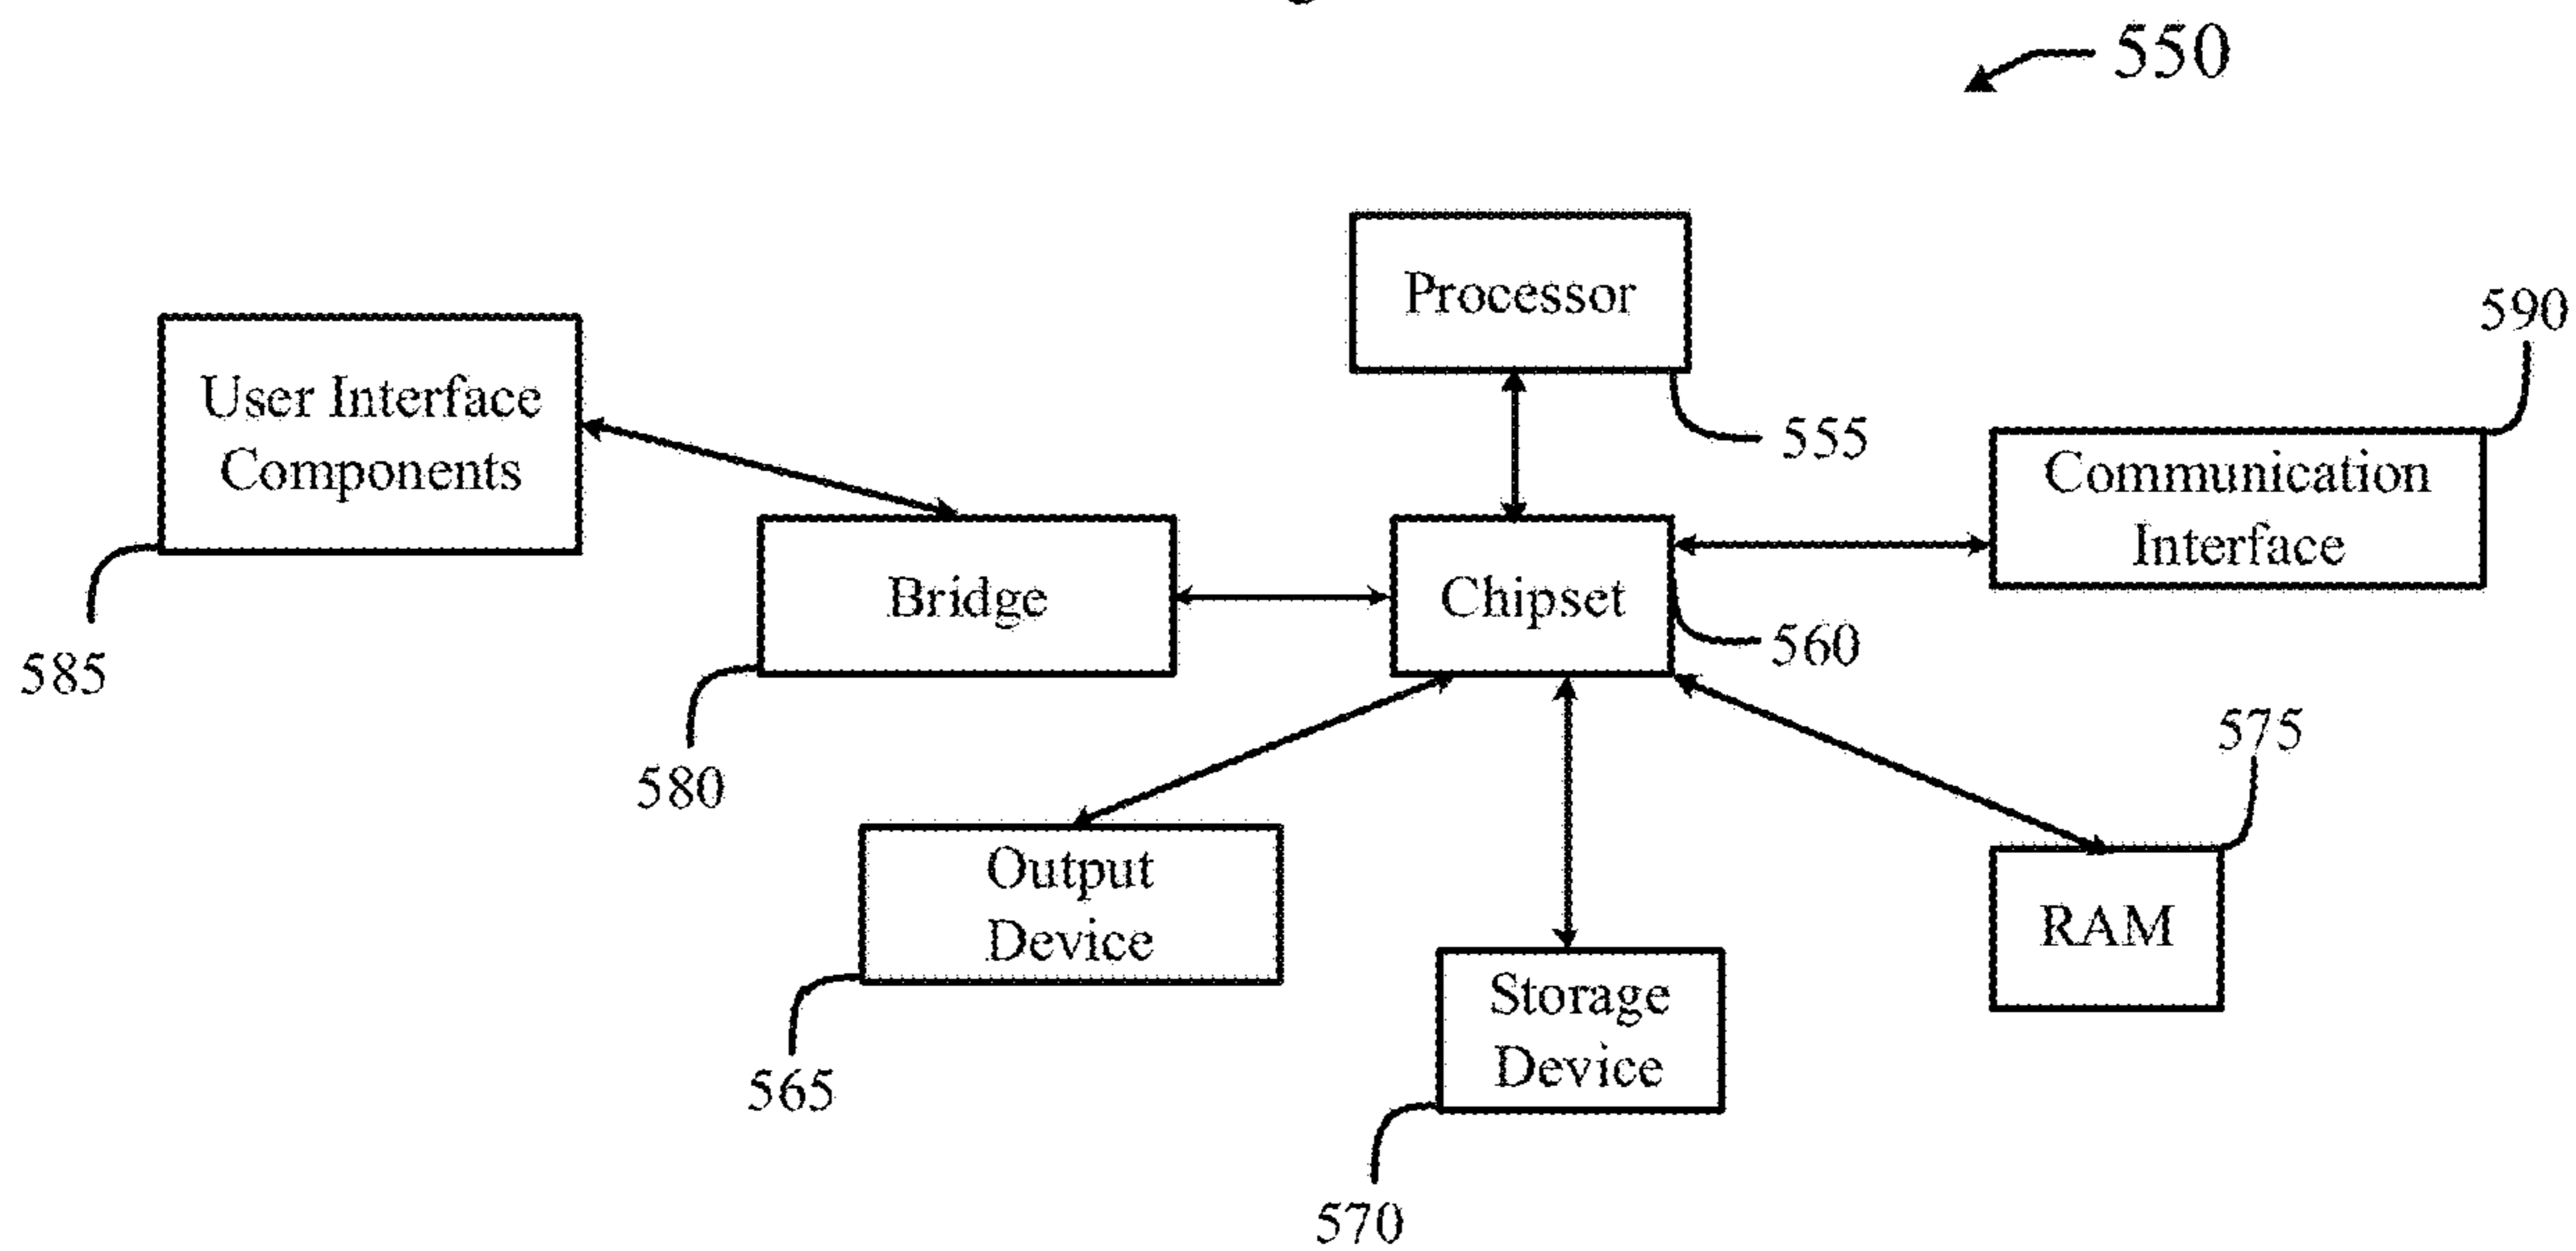 550
Processor
590
User Interface
Components
555
Communication
Interface
Bridge
Chipset
560
585
580
575
Output
Device
RAM
Storage
Device
565
570